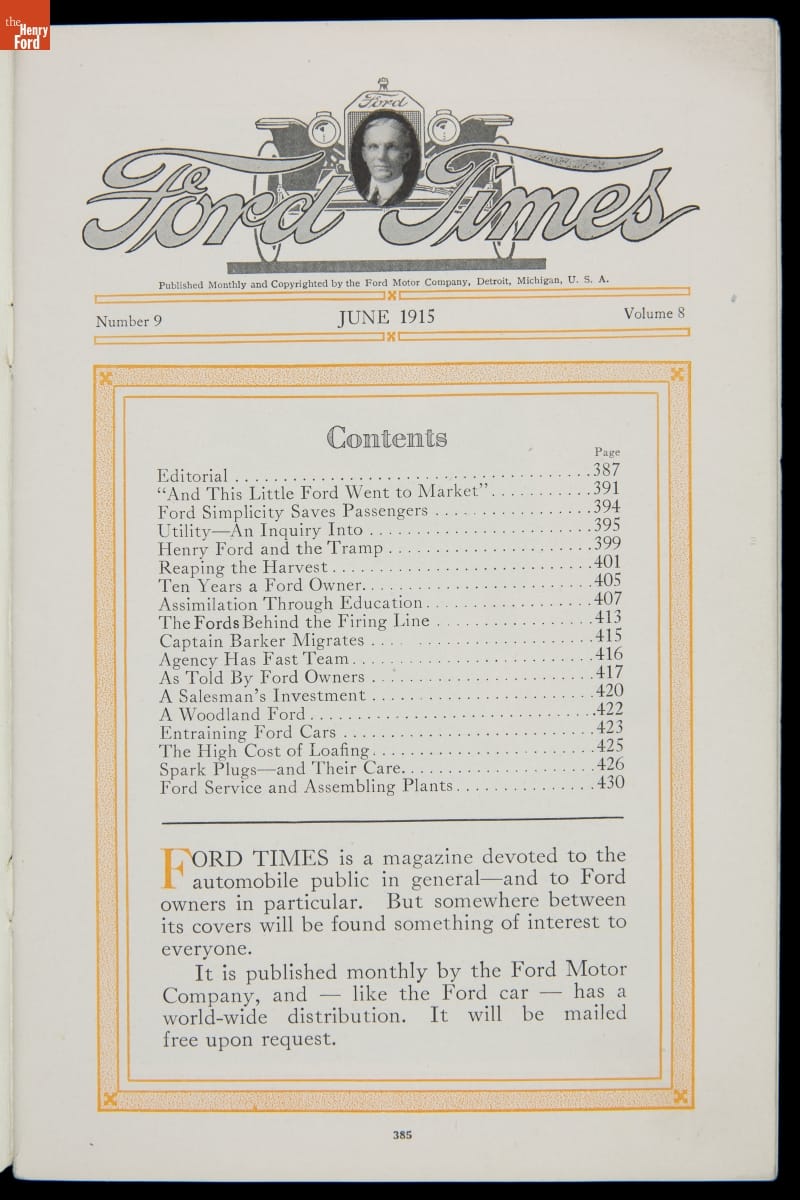 the
Henry
Ford
Ford
Ford Times
Published Monthly and Copyrighted by the Ford Motor Company, Detroit, Michigan, U. S. A.
Number 9 JUNE 1915 Volume 8
Contents
Page
Editorial . . . . . . . . . . . . . . . . . . . . . . . . . . . . . . . . . . . . 387
“And This Little Ford Went to Market” . . . . . . . . . . 391
Ford Simplicity Saves Passengers . . . . . . . . . . . . . . . . 394
Utility—An Inquiry Into . . . . . . . . . . . . . . . . . . . . . . 395
Henry Ford and the Tramp . . . . . . . . . . . . . . . . . . . . 399
Reaping the Harvest . . . . . . . . . . . . . . . . . . . . . . . . . . 401
Ten Years a Ford Owner. . . . . . . . . . . . . . . . . . . . . . . 405
Assimilation Through Education . . . . . . . . . . . . . . . . 407
The Fords Behind the Firing Line . . . . . . . . . . . . . . . 413
Captain Barker Migrates . . . . . . . . . . . . . . . . . . . . . . 415
Agency Has Fast Team . . . . . . . . . . . . . . . . . . . . . . . . 416
As Told By Ford Owners . . . . . . . . . . . . . . . . . . . . . . 417
A Salesman’s Investment . . . . . . . . . . . . . . . . . . . . . . 420
A Woodland Ford . . . . . . . . . . . . . . . . . . . . . . . . . . . . 422
Entraining Ford Cars . . . . . . . . . . . . . . . . . . . . . . . . . 423
The High Cost of Loafing . . . . . . . . . . . . . . . . . . . . . . 425
Spark Plugs—and Their Care. . . . . . . . . . . . . . . . . . . 426
Ford Service and Assembling Plants . . . . . . . . . . . . . . 430
FORD TIMES is a magazine devoted to the
automobile public in general—and to Ford
owners in particular. But somewhere between
its covers will be found something of interest to
everyone.
It is published monthly by the Ford Motor
Company, and — like the Ford car — has a
world-wide distribution. It will be mailed
free upon request.
385